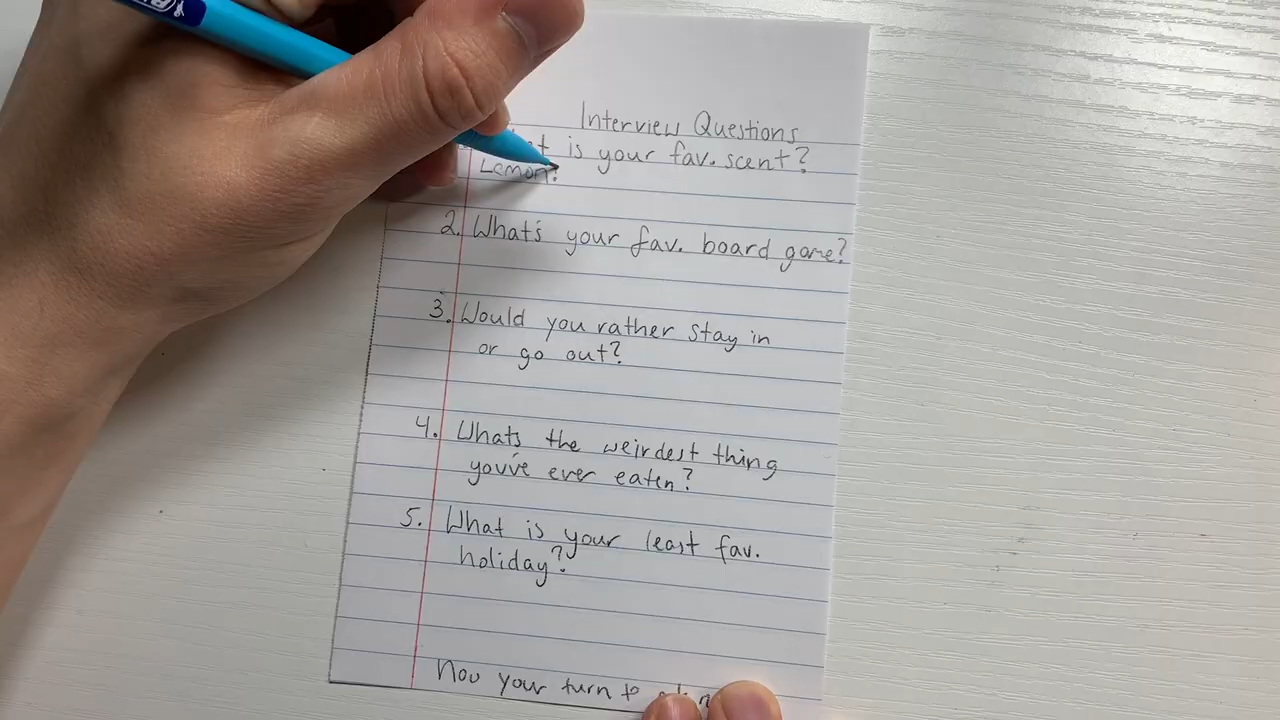 Interview Questions
is your fav. scent?
Lemon!
2. What's your fav. board game?
3. Would you rather stay in
or go out?
4. Whats the weirdest thing
you've ever eaten?
5. What is your least fav.
holiday?
Now your turn to